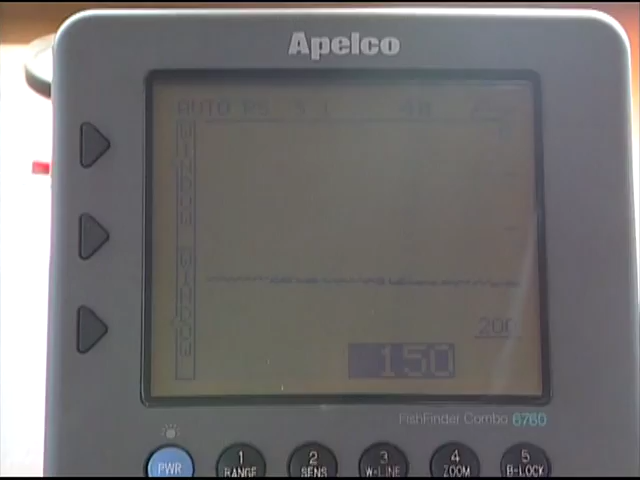 Apelco
AUTO
200
150
FishFinder Combo 6760
PWR
1 RANGE
2 SENS
3 W-LINE
4 ZOOM
5 B-LOCK